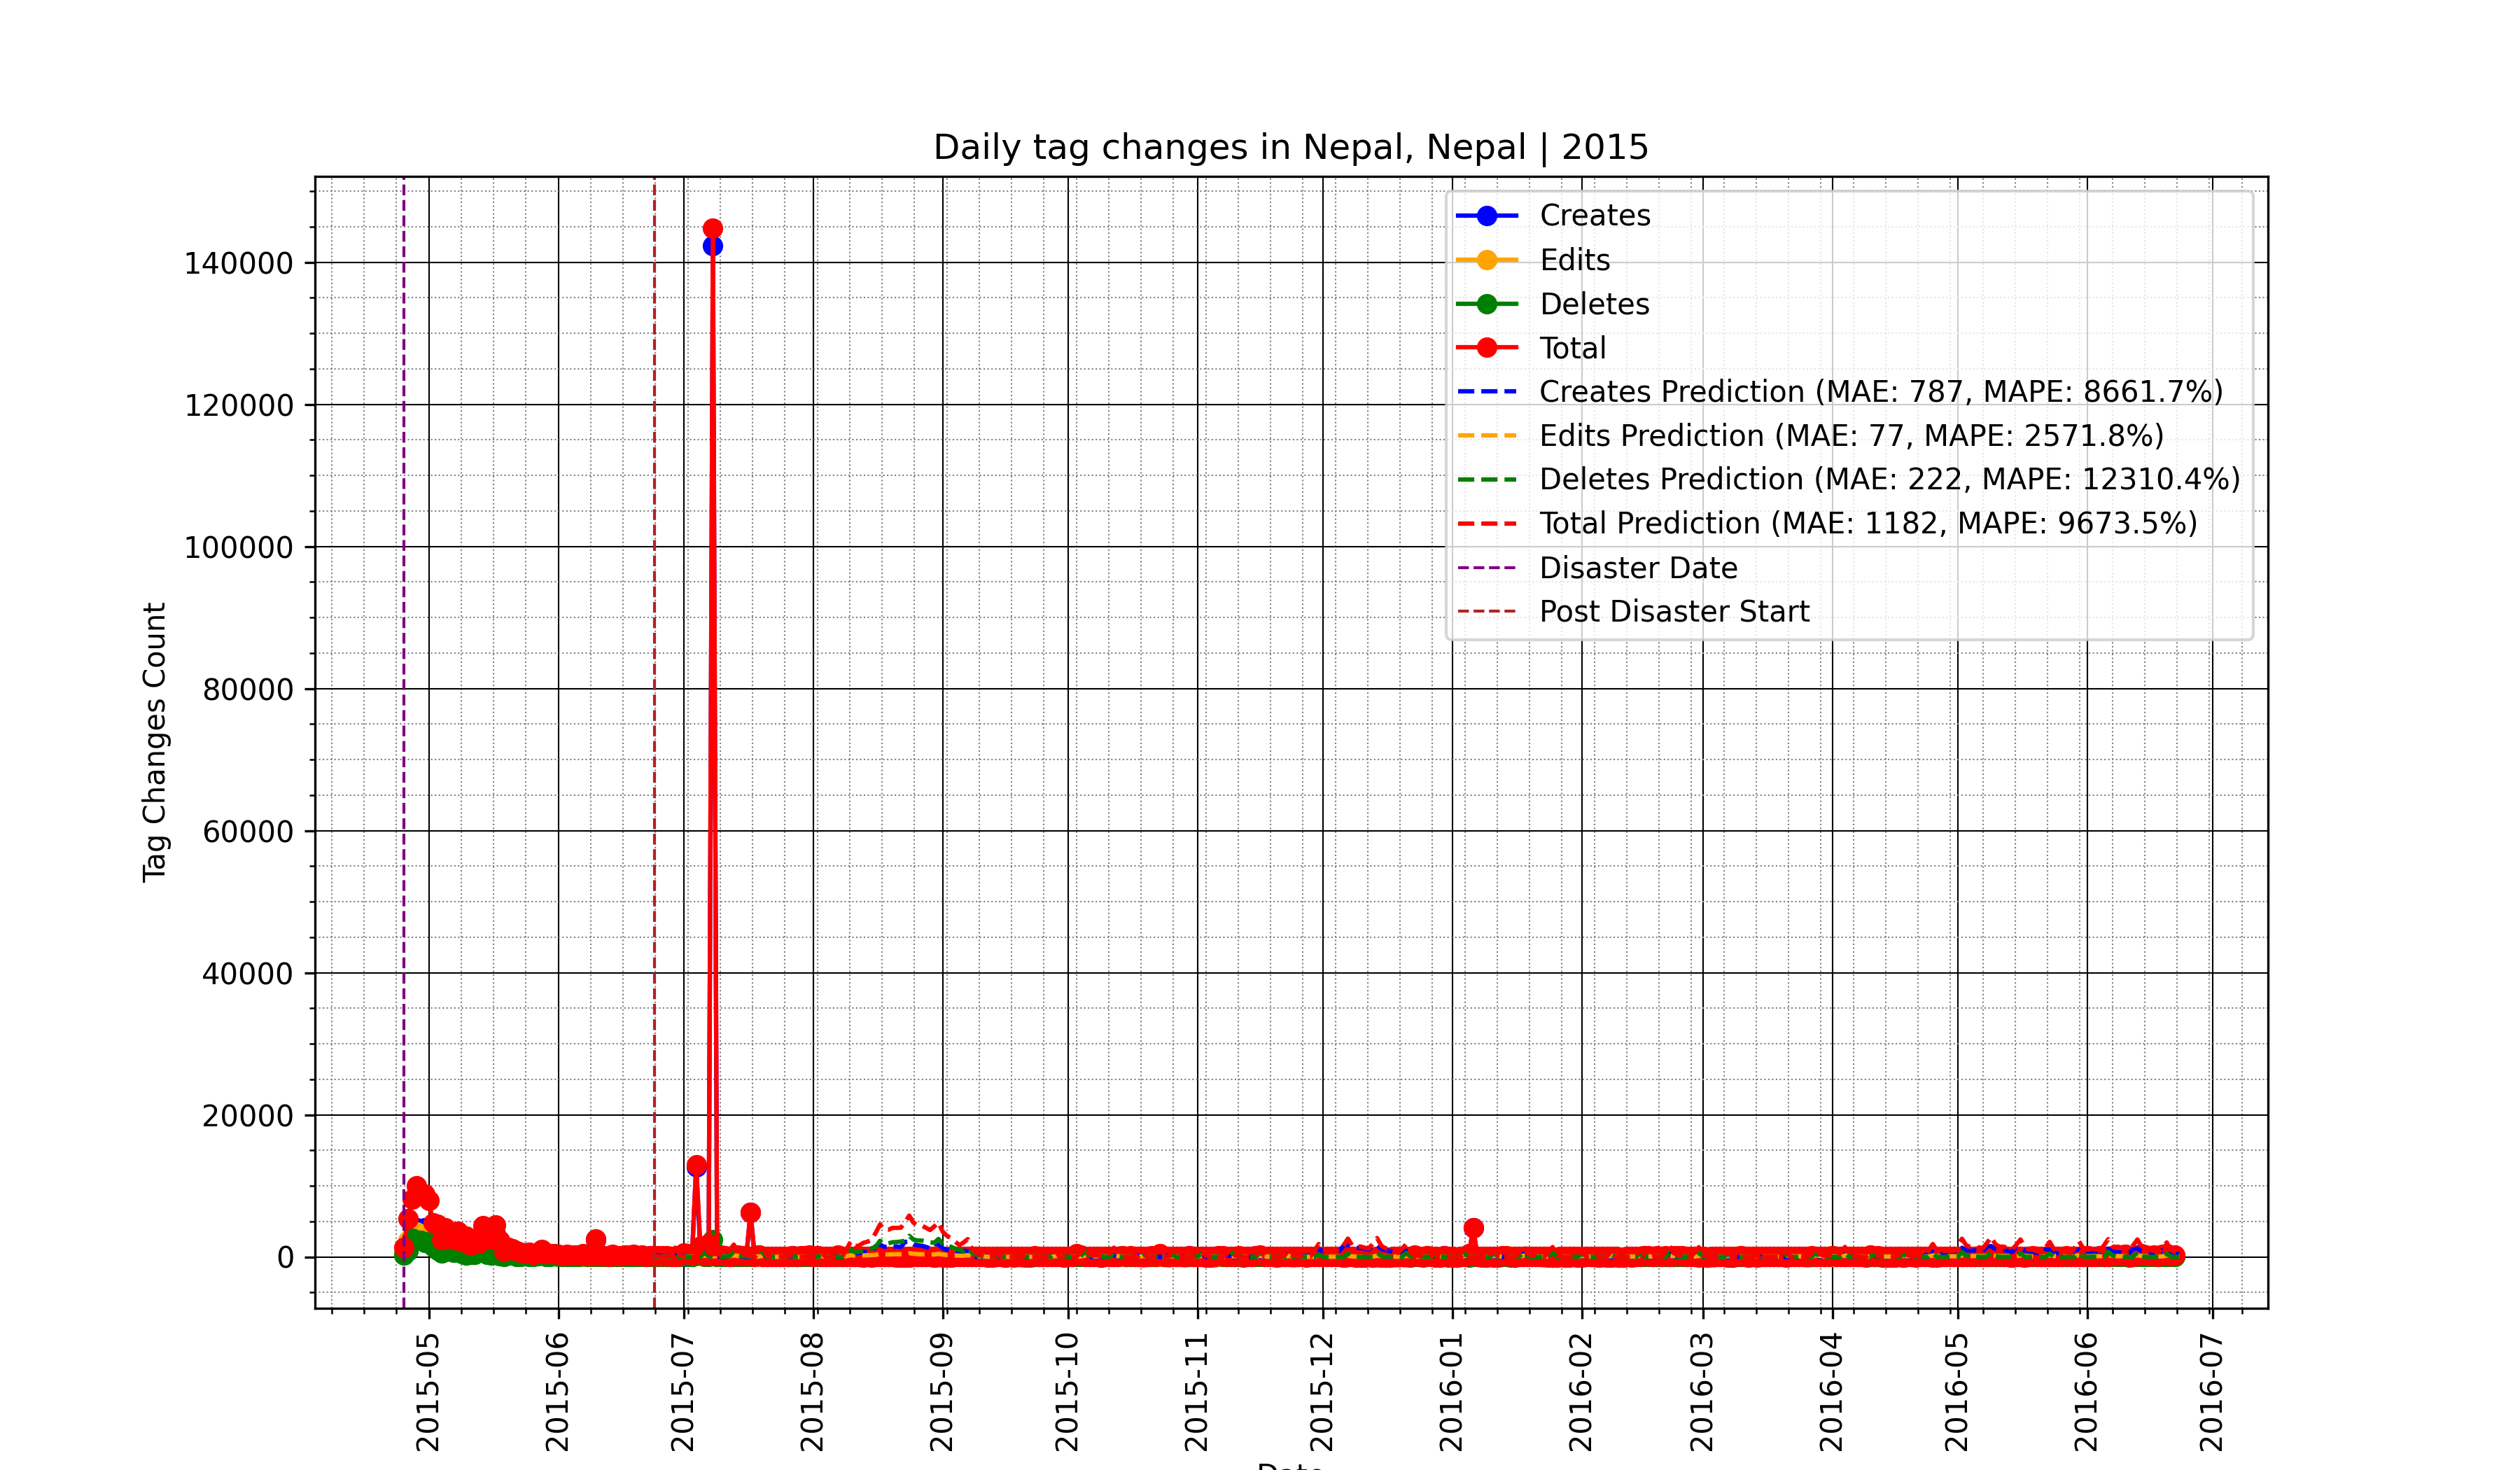 Daily tag changes in Nepal, Nepal | 2015
Tag Changes Count
140000
120000
100000
80000
60000
40000
20000
0
Creates
Edits
Deletes
Total
Creates Prediction (MAE: 787, MAPE: 8661.7%)
Edits Prediction (MAE: 77, MAPE: 2571.8%)
Deletes Prediction (MAE: 222, MAPE: 12310.4%)
Total Prediction (MAE: 1182, MAPE: 9673.5%)
Disaster Date
Post Disaster Start
2015-05
2015-06
2015-07
2015-08
2015-09
2015-10
2015-11
2015-12
2016-01
2016-02
2016-03
2016-04
2016-05
2016-06
2016-07
Date